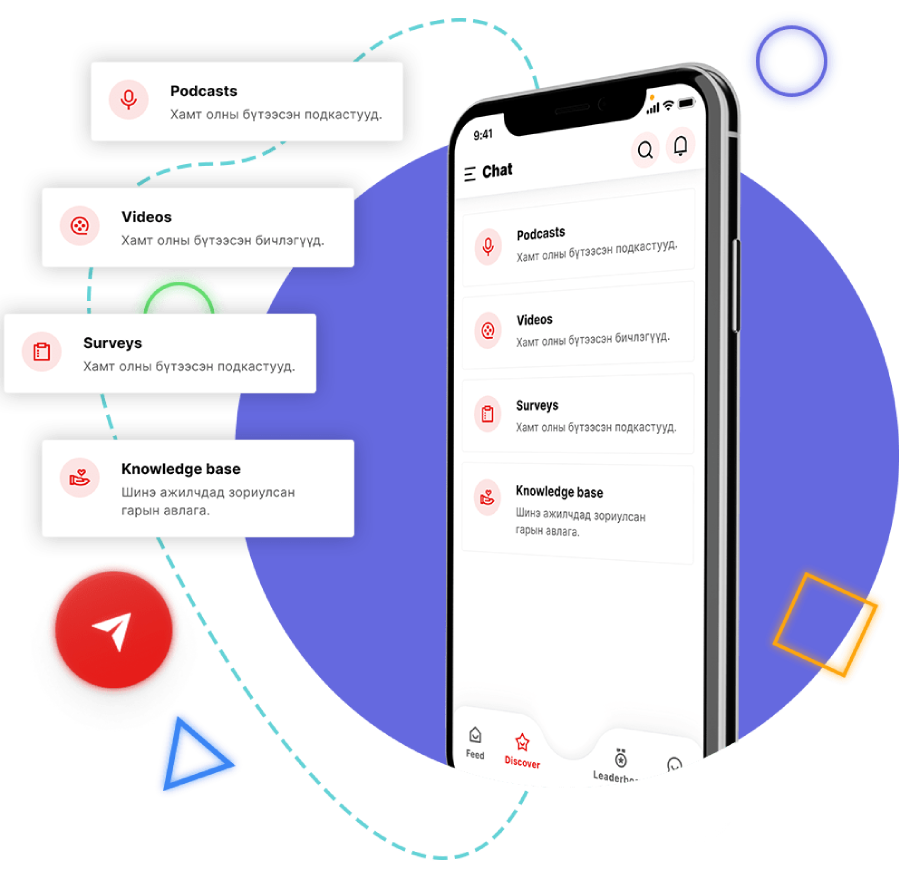 Podcasts
Хамт олны бүтээсэн подкастууд.
Videos
Хамт олны бүтээсэн бичлэгүүд.
Surveys
Хамт олны бүтээсэн подкастууд.
Knowledge base
Шинэ ажилчдад зориулсан
гарын авлага.
9:41
Chat
Podcasts
Хамт олны бүтээсэн подкастууд.
Videos
Хамт олны бүтээсэн бичлэгүүд.
Surveys
Хамт олны бүтээсэн подкастууд.
Knowledge base
Шинэ ажилчдад зориулсан
гарын авлага.
Feed
Discover